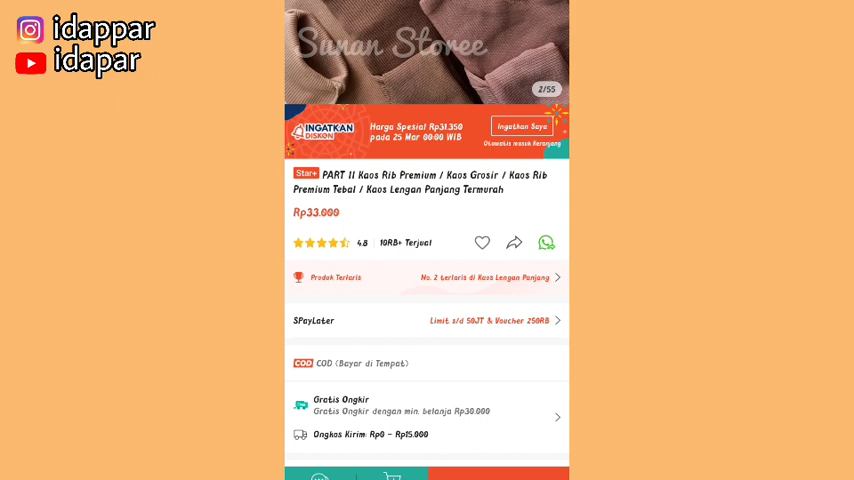 idappar
idapar
Sunan Storee
2/55
INGATKAN
DISKON
Harga Spesial Rp31.350
pada 25 Mar 00:00 WIB
Ingatkan Saya
Otomatis masuk Keranjang
Star+ PART 11 Kaos Rib Premium / Kaos Grosir / Kaos Rib
Premium Tebal / Kaos Lengan Panjang Termurah
Rp33.000
4.8 10RB+ Terjual
Produk Terlaris No. 2 terlaris di Kaos Lengan Panjang
SPayLater Limit s/d 50JT & Voucher 250RB
COD COD (Bayar di Tempat)
Gratis Ongkir
Gratis Ongkir dengan min. belanja Rp30.000
Ongkos Kirim: Rp0 - Rp15.000